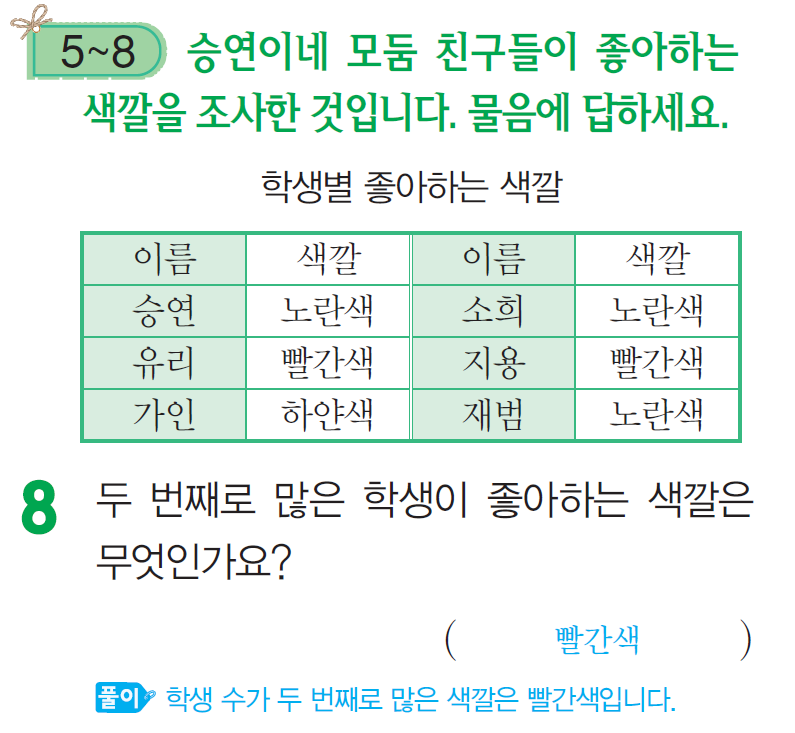 5~8 승연이네 모둠 친구들이 좋아하는
색깔을 조사한 것입니다. 물음에 답하세요.
학생별 좋아하는 색깔
이름 색깔 이름 색깔
승연 노란색 소희 노란색
유리 빨간색 지용 빨간색
가인 하얀색 재범 노란색
8 두 번째로 많은 학생이 좋아하는 색깔은
무엇인가요?
( 빨간색 )
풀이 학생 수가 두 번째로 많은 색깔은 빨간색입니다.